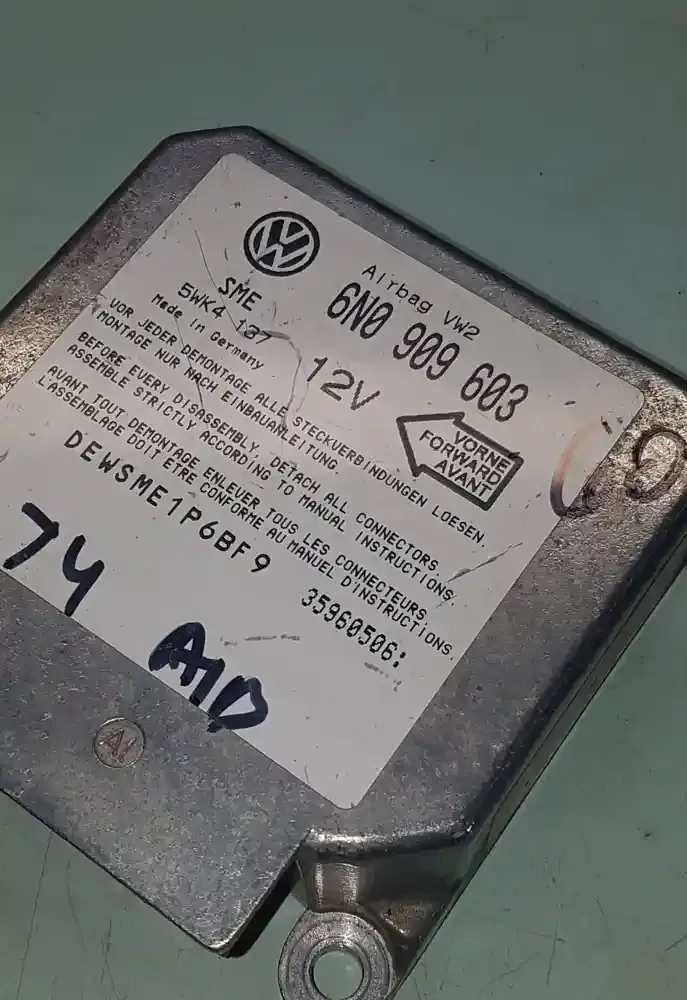 Airbag VW2
6N0 909 603
SME
5WK4 137
Made in Germany
12V
VORNE
FORWARD
AVANT
VOR JEDER DEMONTAGE ALLE STECKVERBINDUNGEN LOESEN.
MONTAGE NUR NACH EINBAUANLEITUNG.
BEFORE EVERY DISASSEMBLY, DETACH ALL CONNECTORS.
ASSEMBLE STRICTLY ACCORDING TO MANUAL INSTRUCTIONS.
AVANT TOUT DEMONTAGE ENLEVER TOUS LES CONNECTEURS
L'ASSEMBLAGE DOIT ETRE CONFORME AU MANUEL D'INSTRUCTIONS.
DEWSME1P6BF9
35960506:
74